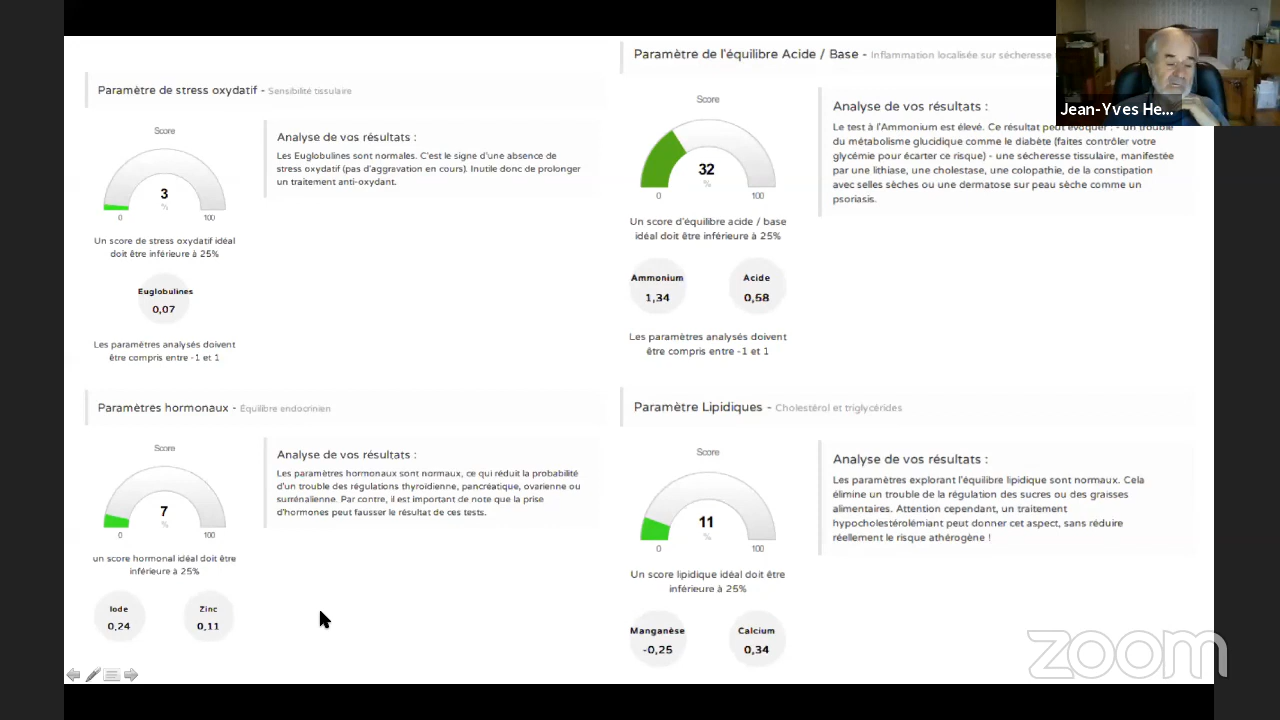 Paramètre de stress oxydatif - Sensibilité tissulaire
Score
3
%
0
100
Un score de stress oxydatif idéal
doit être inférieure à 25%
Euglobulines
0,07
Les paramètres analysés doivent
être compris entre -1 et 1
Analyse de vos résultats :
Les Euglobulines sont normales. C'est le signe d'une absence de
stress oxydatif (pas d'aggravation en cours). Inutile donc de prolonger
un traitement anti-oxydant.
Paramètre de l'équilibre Acide / Base - Inflammation localisée sur sécheresse
Score
32
%
0
100
Un score d'équilibre acide / base
idéal doit être inférieure à 25%
Ammonium
1,34
Acide
0,58
Les paramètres analysés doivent
être compris entre -1 et 1
Analyse de vos résultats :
Le test à l'Ammonium est élevé. Ce résultat peut évoquer : - un trouble
du métabolisme glucidique comme le diabète (faites contrôler votre
glycémie pour écarter ce risque) - une sécheresse tissulaire, manifestée
par une lithiase, une cholestase, une colopathie, de la constipation
avec selles sèches ou une dermatose sur peau sèche comme un
psoriasis.
Jean-Yves He...
Paramètres hormonaux - Équilibre endocrinien
Score
7
%
0
100
un score hormonal idéal doit être
inférieure à 25%
Iode
0,24
Zinc
0,11
Analyse de vos résultats :
Les paramètres hormonaux sont normaux, ce qui réduit la probabilité
d'un trouble des régulations thyroïdienne, pancréatique, ovarienne ou
surrénalienne. Par contre, il est important de note que la prise
d'hormones peut fausser le résultat de ces tests.
Paramètre Lipidiques - Cholestérol et triglycérides
Score
11
%
0
100
Un score lipidique idéal doit être
inférieure à 25%
Manganèse
-0,25
Calcium
0,34
Analyse de vos résultats :
Les paramètres explorant l'équilibre lipidique sont normaux. Cela
élimine un trouble de la régulation des sucres ou des graisses
alimentaires. Attention cependant, un traitement
hypocholestérolémiant peut donner cet aspect, sans réduire
réellement le risque athérogène !
zoom